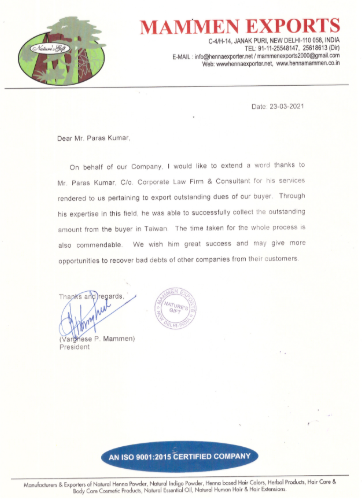 Nature's Gift
MAMMEN EXPORTS
C-4/H-14, JANAK PURI, NEW DELHI-110 058, INDIA
TEL: 91-11-25548147, 25618613 (Dir)
E-MAIL : info@hennaexporter.net / mammenexports2000@gmail.com
Web: www.hennaexporter.net, www.hennamammen.co.in
Date: 23-03-2021
Dear Mr. Paras Kumar,
On behalf of our Company, I would like to extend a word thanks to
Mr. Paras Kumar, C/o. Corporate Law Firm & Consultant for his services
rendered to us pertaining to export outstanding dues of our buyer. Through
his expertise in this field, he was able to successfully collect the outstanding
amount from the buyer in Taiwan. The time taken for the whole process is
also commendable. We wish him great success and may give more
opportunities to recover bad debts of other companies from their customers.
Thanks and regards,
NATURE'S
GIFT
(Varghese P. Mammen)
President
AN ISO 9001:2015 CERTIFIED COMPANY
Manufacturers & Exporters of Natural Henna Powder, Natural Indigo Powder, Henna based Hair Colors, Herbal Products, Hair Care &
Body Care Cosmetic Products, Natural Essential Oil, Natural Human Hair & Hair Extensions.